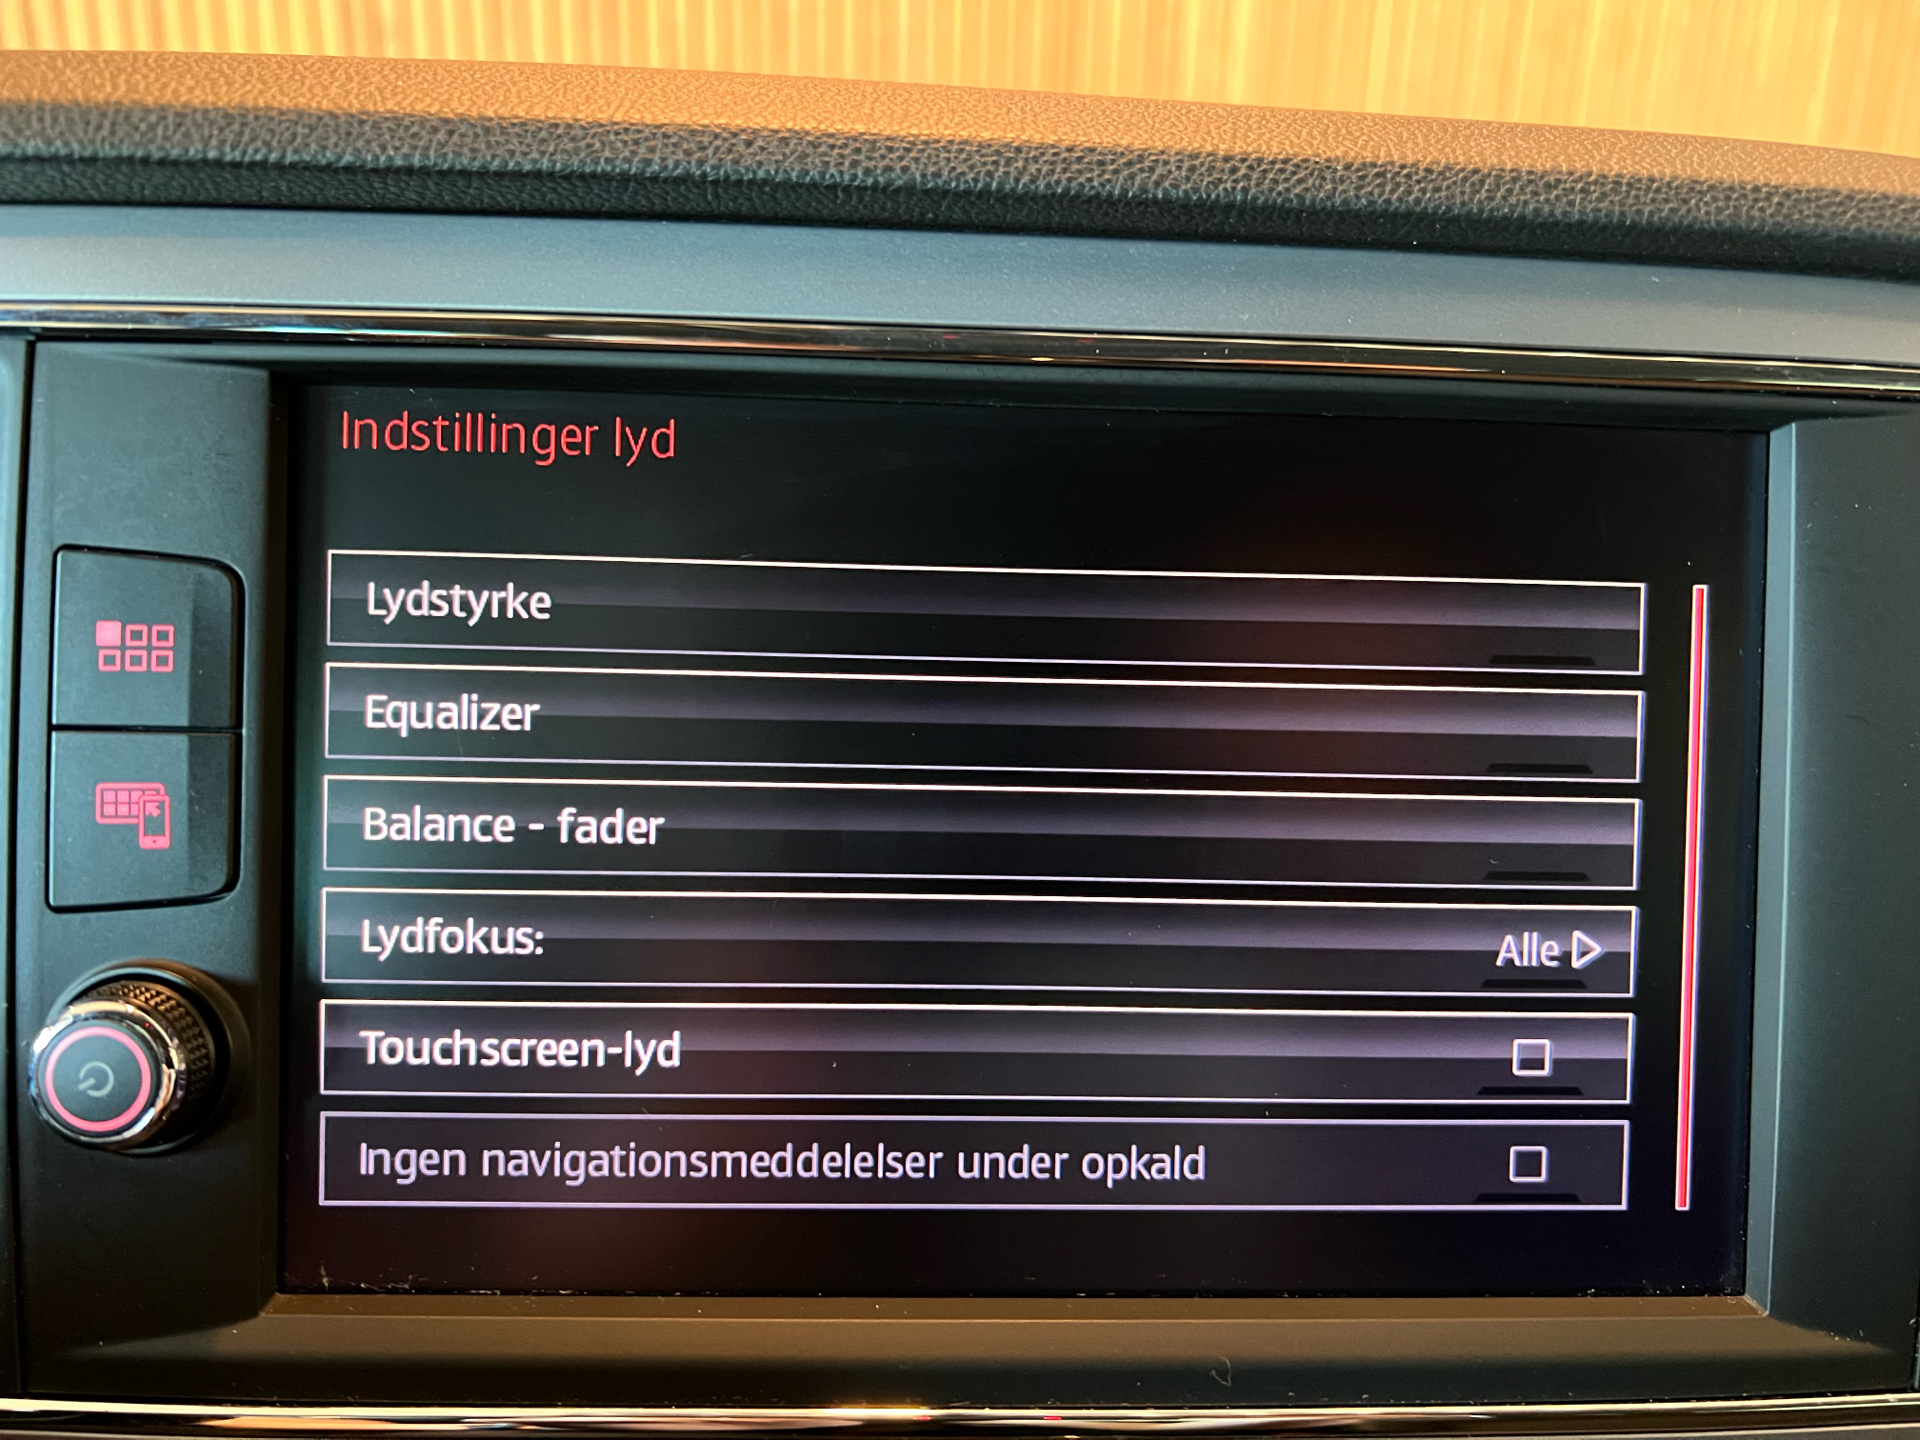 Indstillinger lyd
Lydstyrke
Equalizer
Balance - fader
Lydfokus: Alle
Touchscreen-lyd
Ingen navigationsmeddelelser under opkald